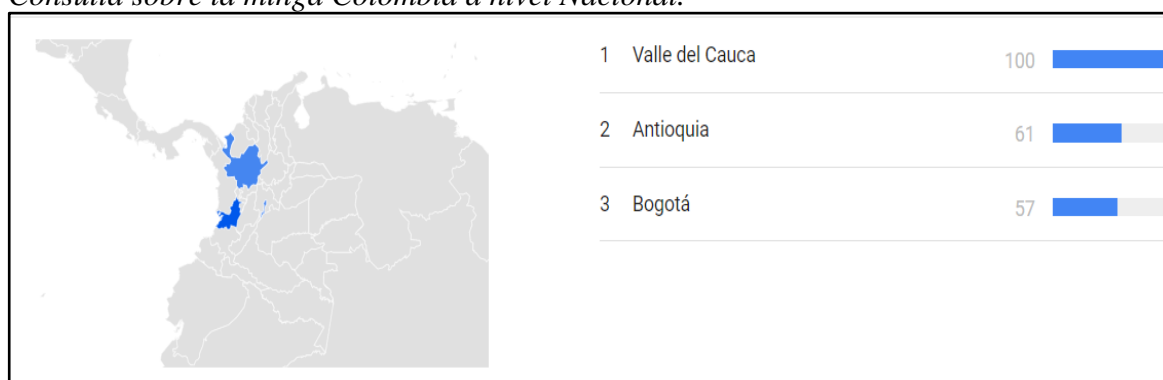 Consulta sobre la minga Colombia a nivel Nacional.
1 Valle del Cauca 100
2 Antioquia 61
3 Bogotá 57